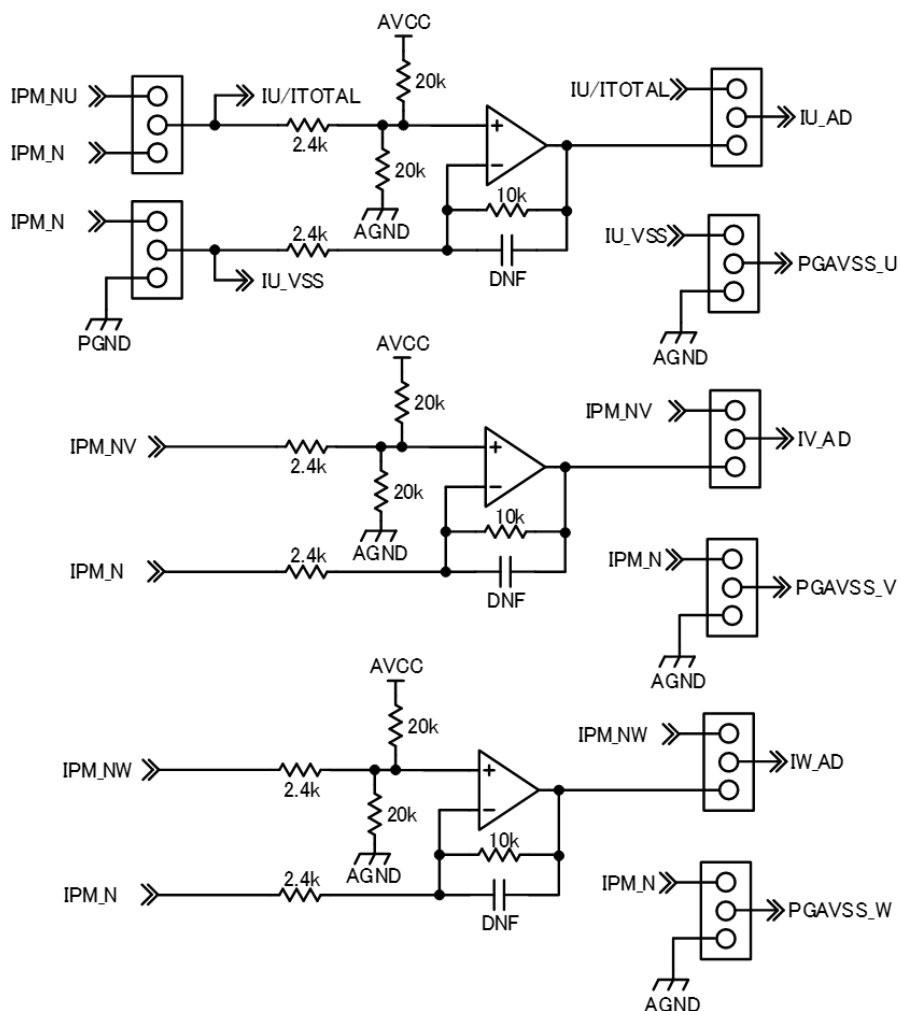 AVCC
20k
IPM_NU
IU/ITOTAL
IU/ITOTAL
IU_AD
2.4k
IPM_N
20k
AGND
10k
IPM_N
2.4k
IU_VSS
DNF
IU_VSS
PGAVSS_U
PGND
AGND
AVCC
20k
IPM_NV
IPM_NV
IV_AD
2.4k
20k
AGND
10k
IPM_N
2.4k
DNF
IPM_N
PGAVSS_V
AGND
AVCC
20k
IPM_NW
IPM_NW
IW_AD
2.4k
20k
AGND
10k
IPM_N
2.4k
DNF
IPM_N
PGAVSS_W
AGND